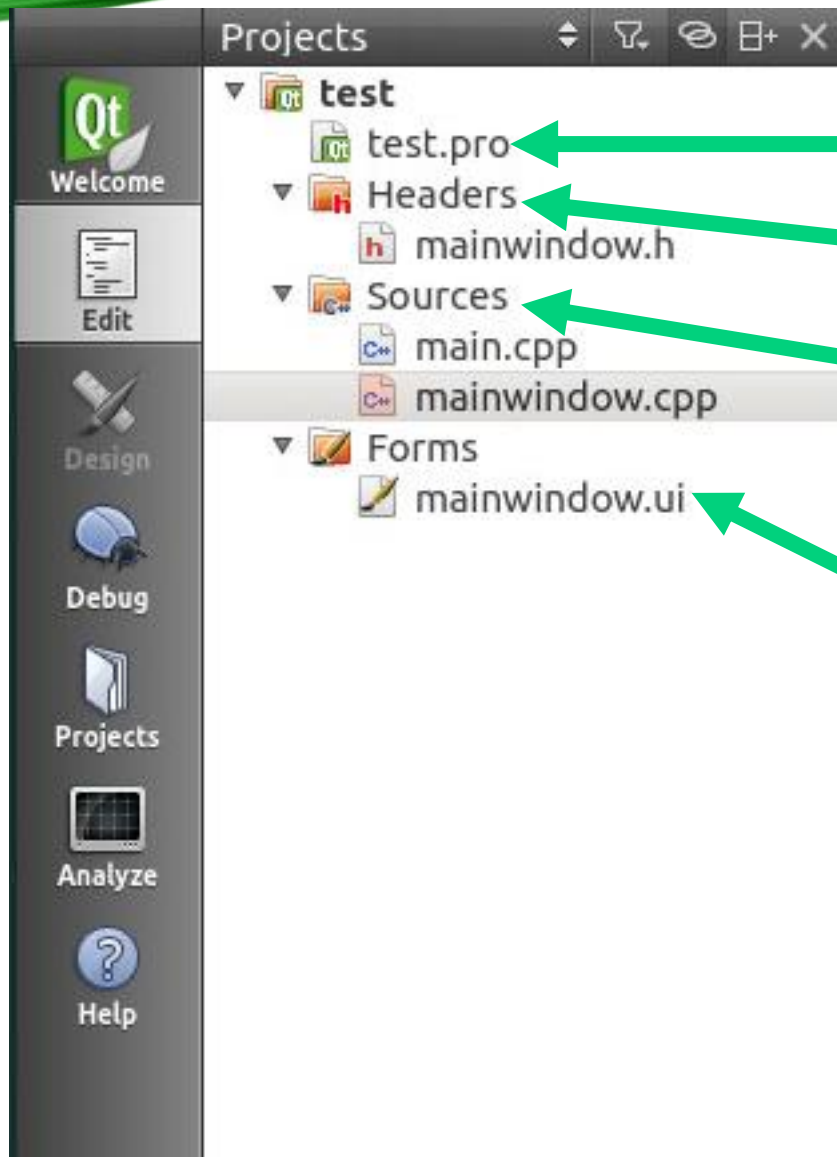 Projects
test
test.pro
Headers
h mainwindow.h
Sources
C++ main.cpp
C++ mainwindow.cpp
Forms
mainwindow.ui
Qt
Welcome
Edit
Design
Debug
Projects
Analyze
Help